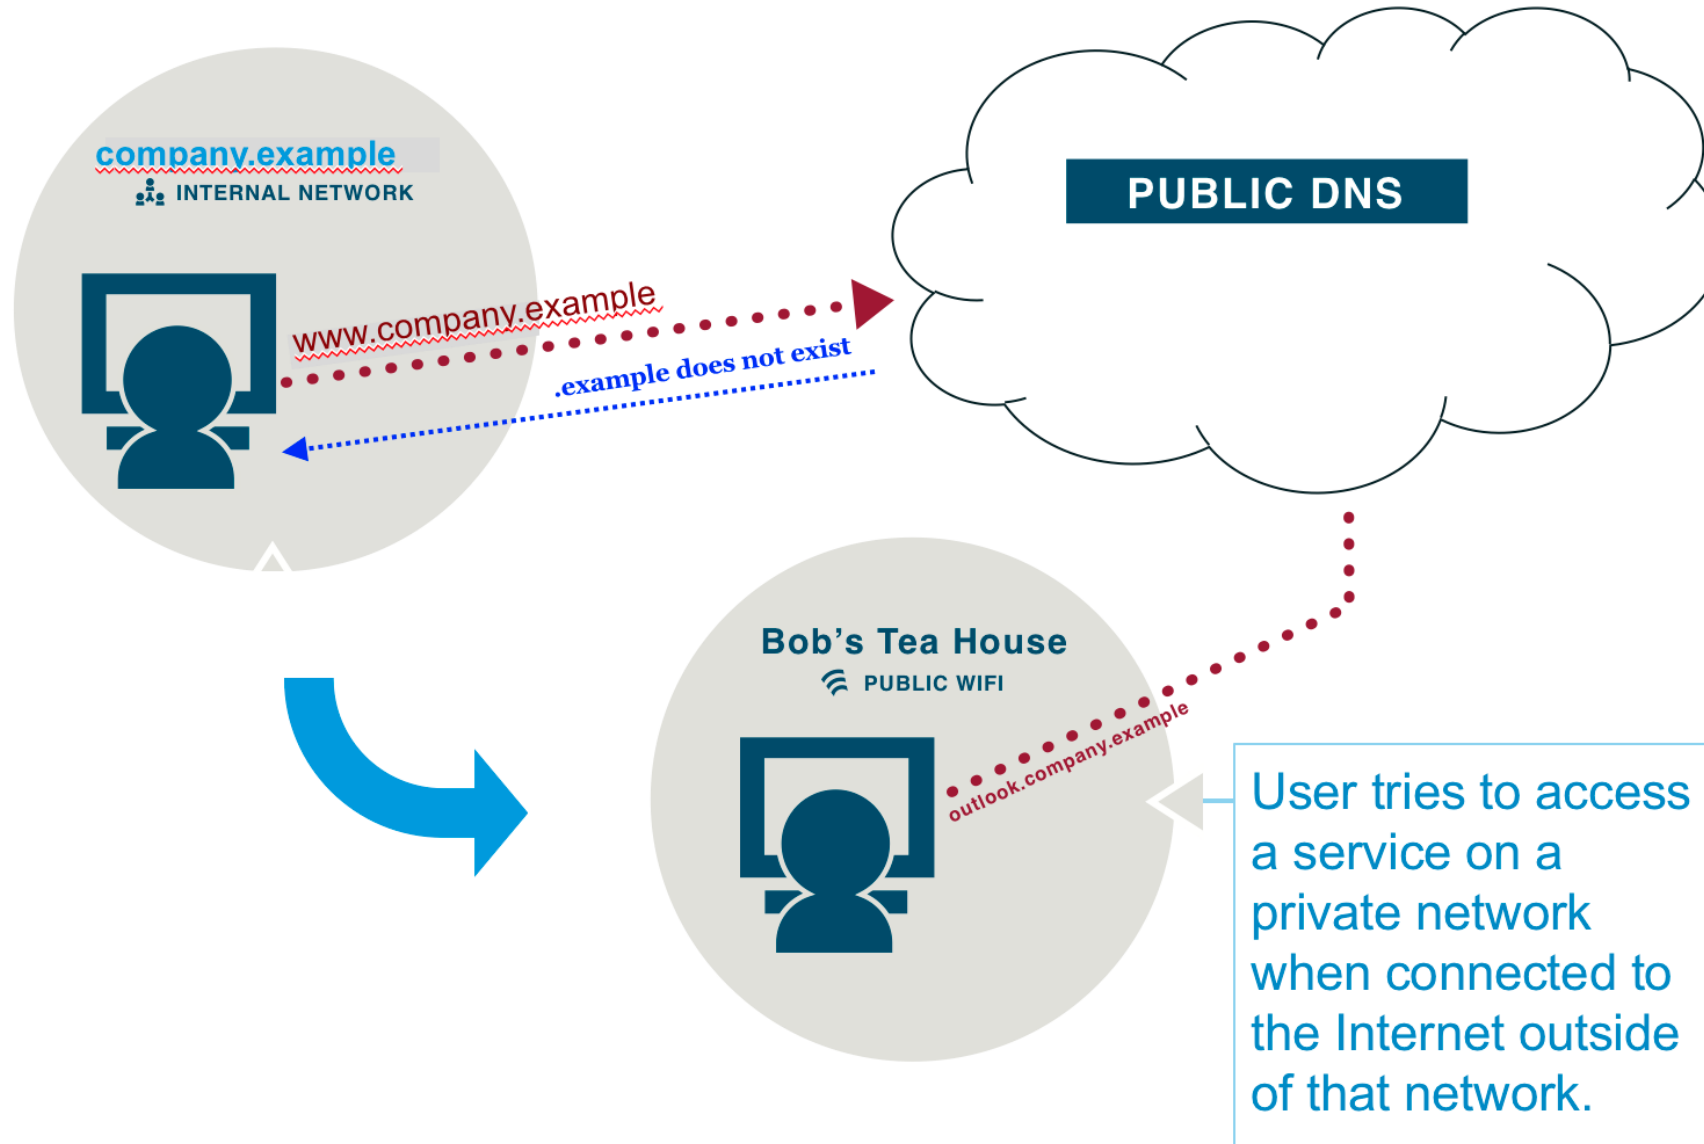 company.example
INTERNAL NETWORK
PUBLIC DNS
www.company.example
.example does not exist
Bob's Tea House
PUBLIC WIFI
outlook.company.example
User tries to access
a service on a
private network
when connected to
the Internet outside
of that network.